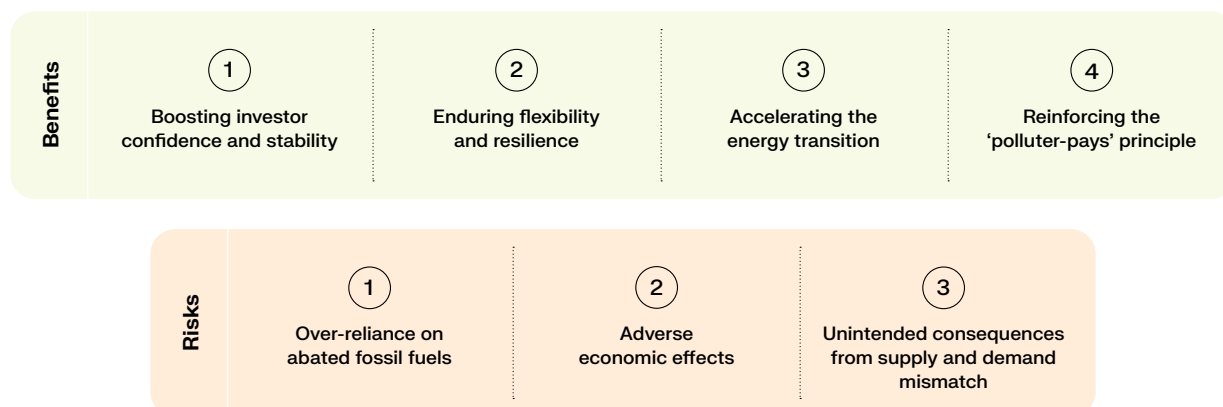 Benefits
1
Boosting investor
confidence and stability
2
Enduring flexibility
and resilience
3
Accelerating the
energy transition
4
Reinforcing the
‘polluter-pays’ principle
Risks
1
Over-reliance on
abated fossil fuels
2
Adverse
economic effects
3
Unintended consequences
from supply and demand
mismatch